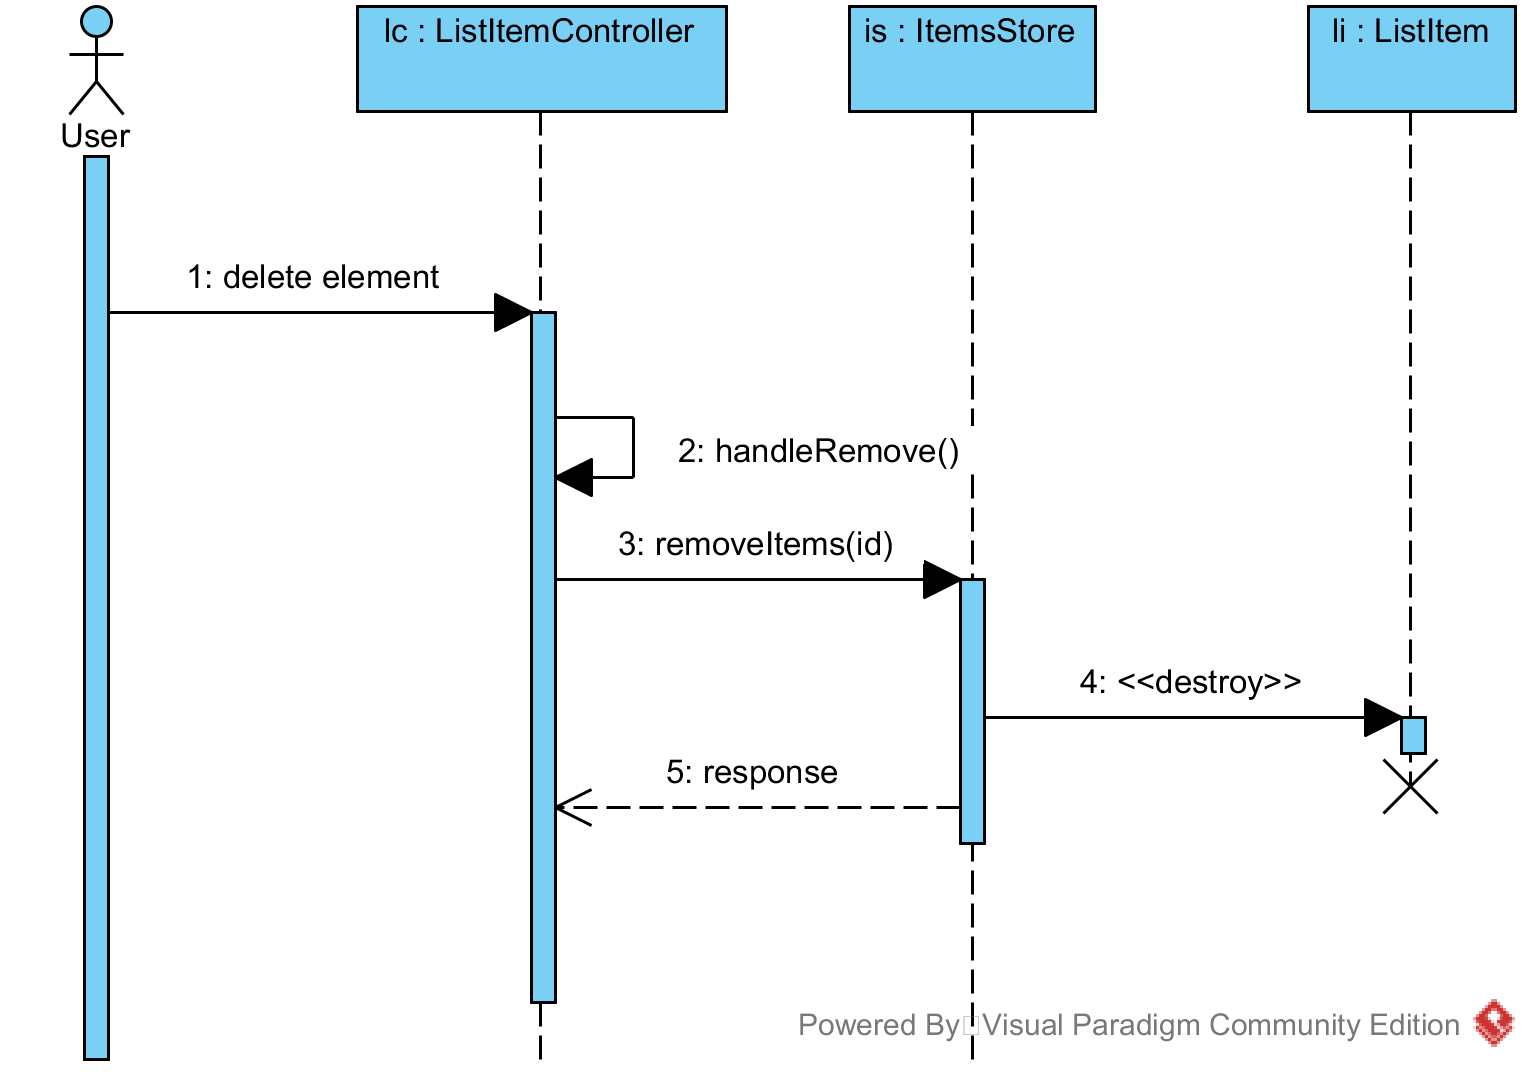 lc : ListItemController
is : ItemsStore
li : ListItem
User
1: delete element
2: handleRemove()
3: removeItems(id)
4: <<destroy>>
5: response
Powered By Visual Paradigm Community Edition